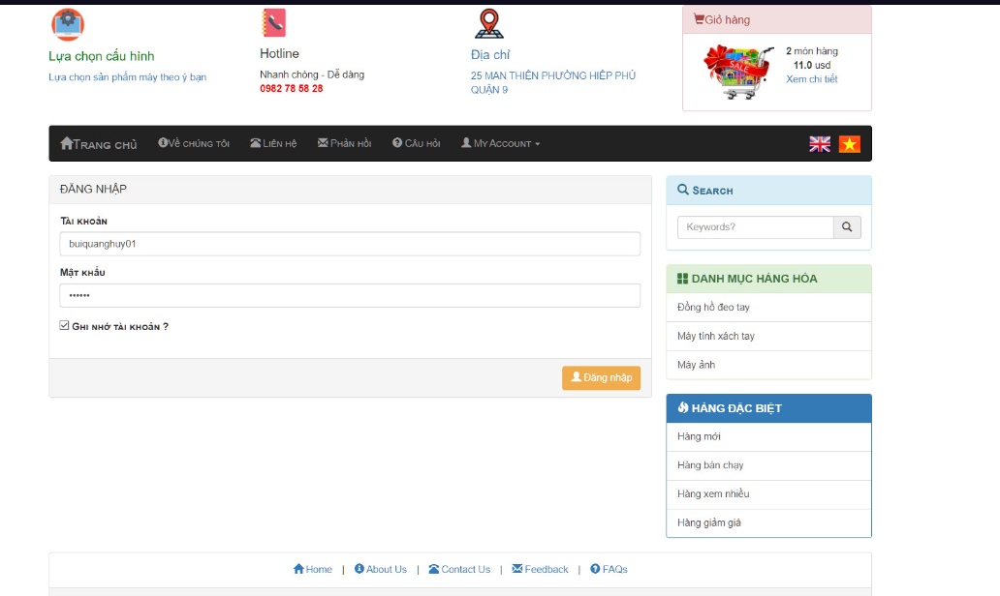 Lựa chọn cấu hình
Lựa chọn sản phẩm máy theo ý bạn
Hotline
Nhanh chóng - Dễ dàng
0982 78 58 28
Địa chỉ
25 MAN THIỆN PHƯỜNG HIỆP PHÚ
QUẬN 9
Giỏ hàng
SALE
2 món hàng
11.0 usd
Xem chi tiết
Trang chủ Về chúng tôi Liên hệ Phản hồi Câu hỏi My Account
ĐĂNG NHẬP
Tài khoản
buiquanghuy01
Mật khẩu
••••••
Ghi nhớ tài khoản ?
Đăng nhập
Search
Keywords?
DANH MỤC HÀNG HÓA
Đồng hồ đeo tay
Máy tính xách tay
Máy ảnh
HÀNG ĐẶC BIỆT
Hàng mới
Hàng bán chạy
Hàng xem nhiều
Hàng giảm giá
Home | About Us | Contact Us | Feedback | FAQs